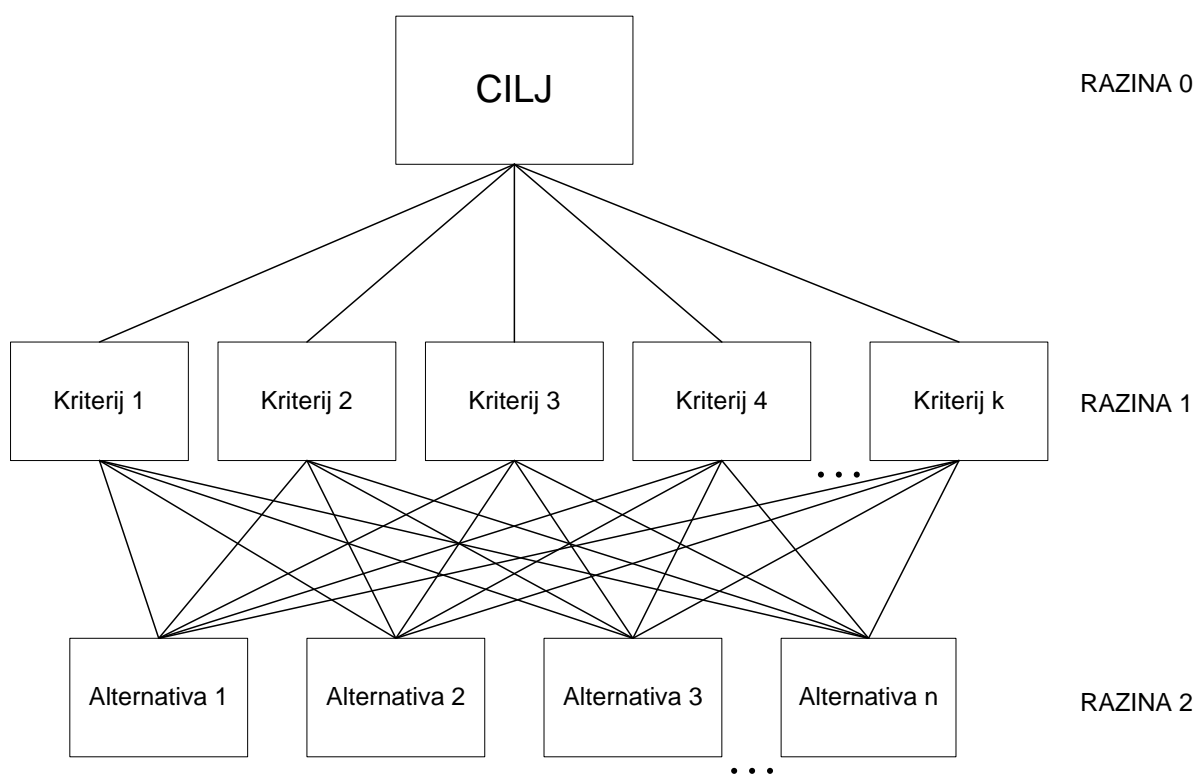 CILJ
RAZINA 0
Kriterij 1
Kriterij 2
Kriterij 3
Kriterij 4
Kriterij k
RAZINA 1
...
Alternativa 1
Alternativa 2
Alternativa 3
Alternativa n
RAZINA 2
...